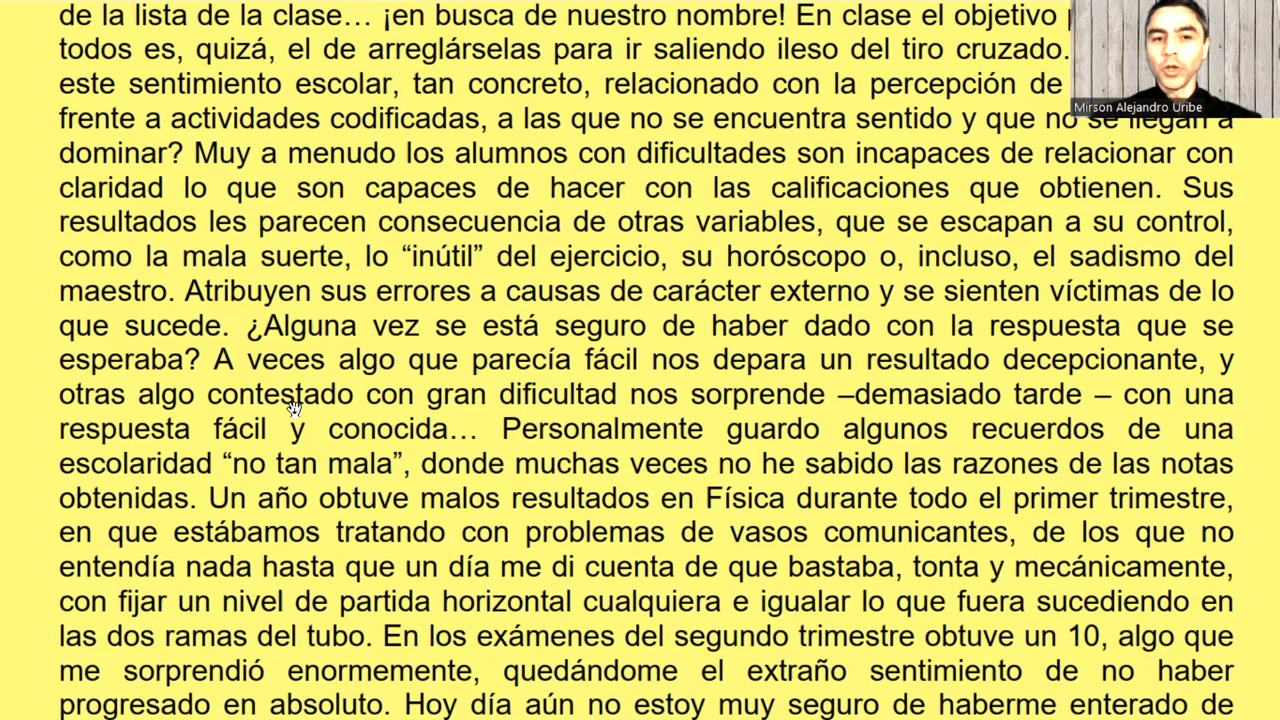 de la lista de la clase… ¡en busca de nuestro nombre! En clase el objetivo
todos es, quizá, el de arreglárselas para ir saliendo ileso del tiro cruzado.
este sentimiento escolar, tan concreto, relacionado con la percepción de
Mirson Alejandro Uribe
frente a actividades codificadas, a las que no se encuentra sentido y que no se llegan a
dominar? Muy a menudo los alumnos con dificultades son incapaces de relacionar con
claridad lo que son capaces de hacer con las calificaciones que obtienen. Sus
resultados les parecen consecuencia de otras variables, que se escapan a su control,
como la mala suerte, lo “inútil” del ejercicio, su horóscopo o, incluso, el sadismo del
maestro. Atribuyen sus errores a causas de carácter externo y se sienten víctimas de lo
que sucede. ¿Alguna vez se está seguro de haber dado con la respuesta que se
esperaba? A veces algo que parecía fácil nos depara un resultado decepcionante, y
otras algo contestado con gran dificultad nos sorprende –demasiado tarde – con una
respuesta fácil y conocida… Personalmente guardo algunos recuerdos de una
escolaridad “no tan mala”, donde muchas veces no he sabido las razones de las notas
obtenidas. Un año obtuve malos resultados en Física durante todo el primer trimestre,
en que estábamos tratando con problemas de vasos comunicantes, de los que no
entendía nada hasta que un día me di cuenta de que bastaba, tonta y mecánicamente,
con fijar un nivel de partida horizontal cualquiera e igualar lo que fuera sucediendo en
las dos ramas del tubo. En los exámenes del segundo trimestre obtuve un 10, algo que
me sorprendió enormemente, quedándome el extraño sentimiento de no haber
progresado en absoluto. Hoy día aún no estoy muy seguro de haberme enterado de